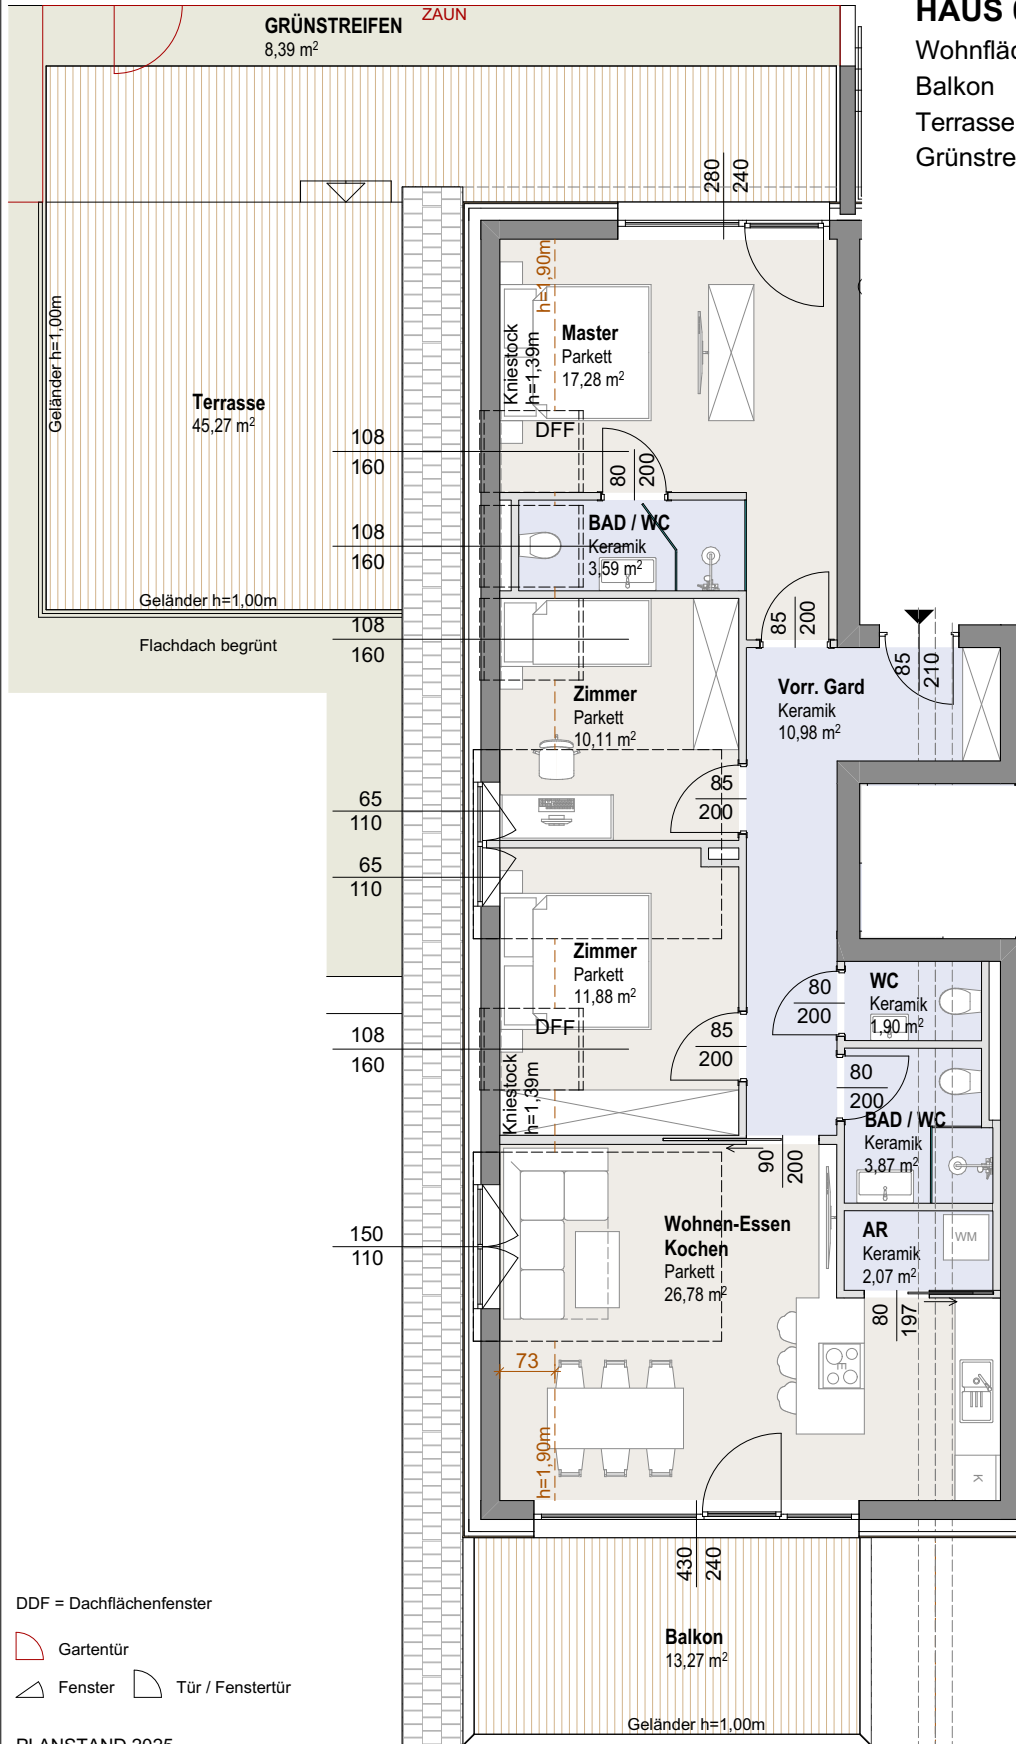 ZAUN
GRÜNSTREIFEN
8,39 m²
HAUS
Balkon
Terrasse
280
240
Geländer h=1,00m
Terrasse
45,27 m²
h=1,90m
Kniestock
h=1,39m
Master
Parkett
17,28 m²
DFF
108
160
80
200
BAD / WC
Keramik
3,59 m²
108
160
Geländer h=1,00m
Flachdach begrünt
108
160
85
200
85
210
Zimmer
Parkett
10,11 m²
Vorr. Gard
Keramik
10,98 m²
65
110
85
200
65
110
Zimmer
Parkett
11,88 m²
80
200
WC
Keramik
1,90 m²
DFF
108
160
85
200
Kniestock
h=1,39m
80
200
BAD / WC
Keramik
3,87 m²
90
200
150
110
Wohnen-Essen
Kochen
Parkett
26,78 m²
AR
Keramik
2,07 m²
WM
80
197
73
E
K
h=1,90m
430
240
Balkon
13,27 m²
Geländer h=1,00m
DDF = Dachflächenfenster
Gartentür
Fenster
Tür / Fenstertür
PLANSTAND 2025